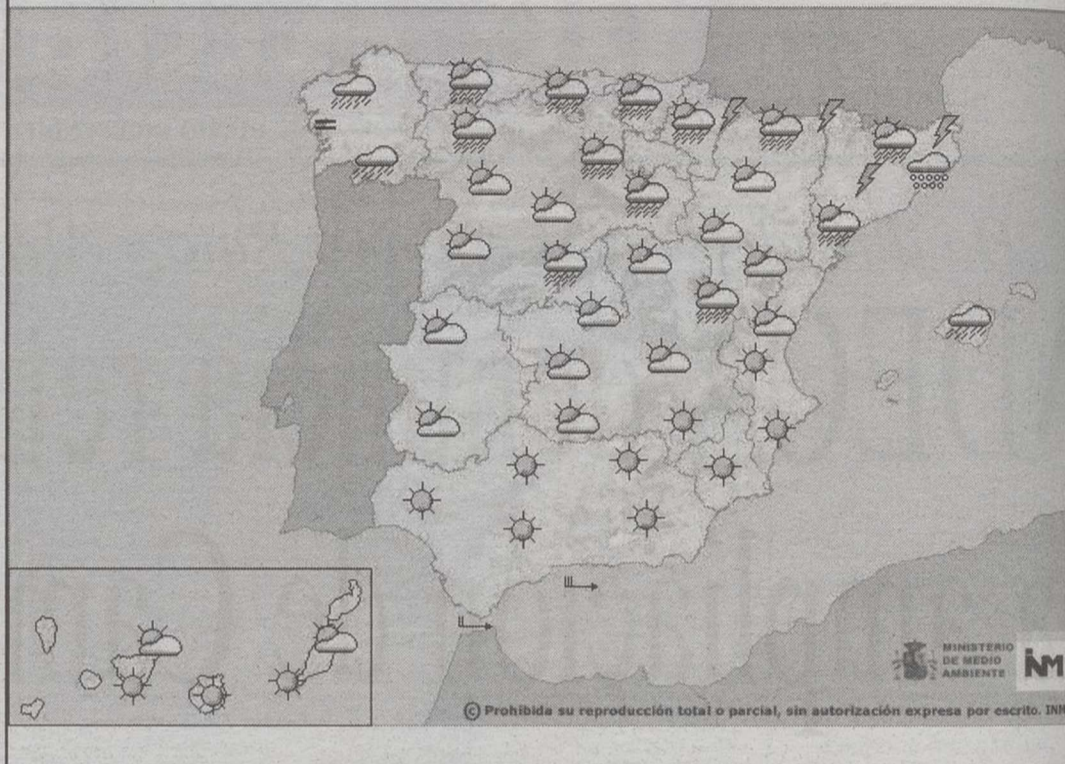 MINISTERIO
DE MEDIO
AMBIENTE
INM
© Prohibida su reproducción total o parcial, sin autorización expresa por escrito. INM